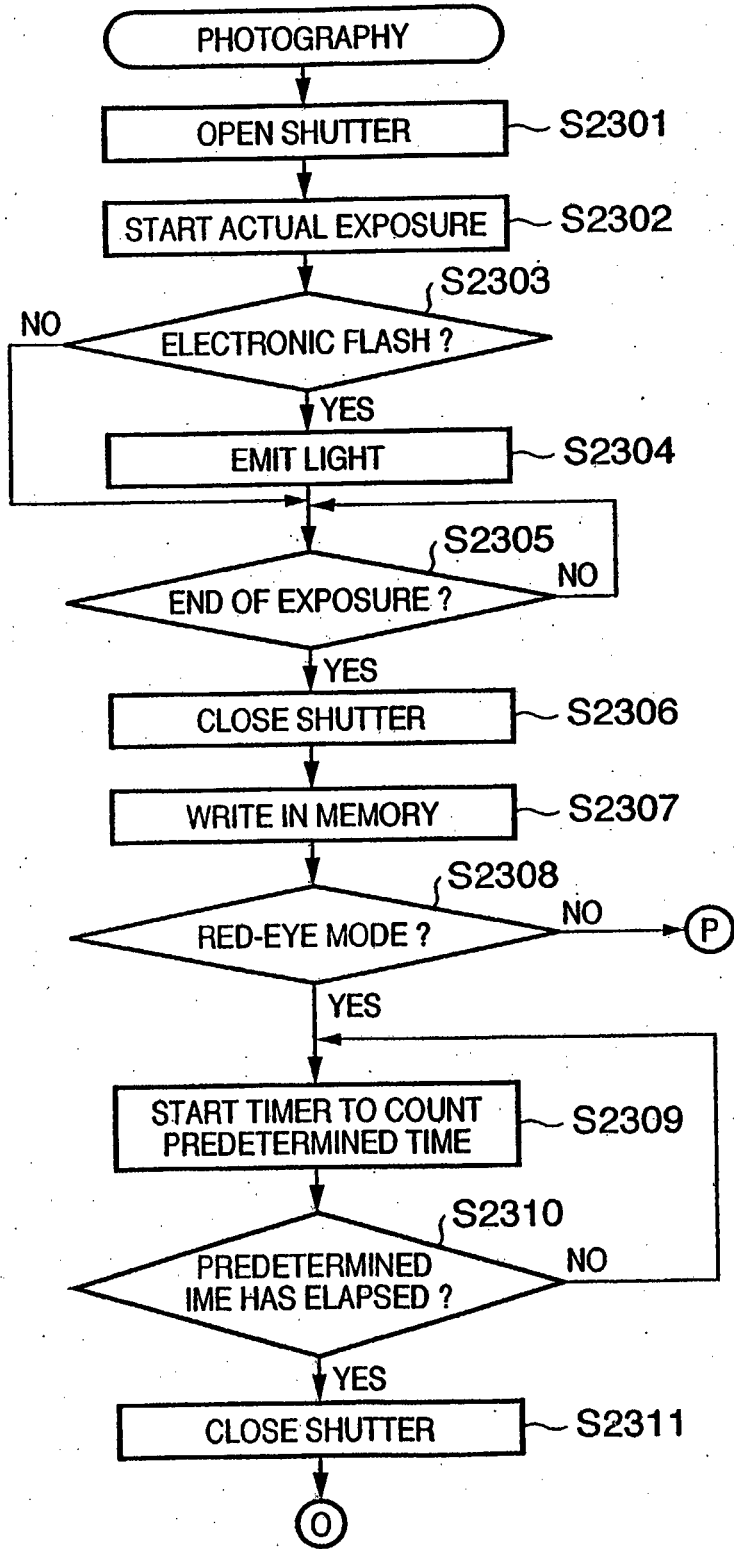 PHOTOGRAPHY
OPEN SHUTTER
S2301
START ACTUAL EXPOSURE
S2302
S2303
NO
ELECTRONIC FLASH ?
YES
EMIT LIGHT
S2304
S2305
NO
END OF EXPOSURE ?
YES
CLOSE SHUTTER
S2306
WRITE IN MEMORY
S2307
S2308
NO
RED-EYE MODE ?
P
YES
START TIMER TO COUNT
PREDETERMINED TIME
S2309
S2310
PREDETERMINED
IME HAS ELAPSED ?
NO
YES
CLOSE SHUTTER
S2311
O